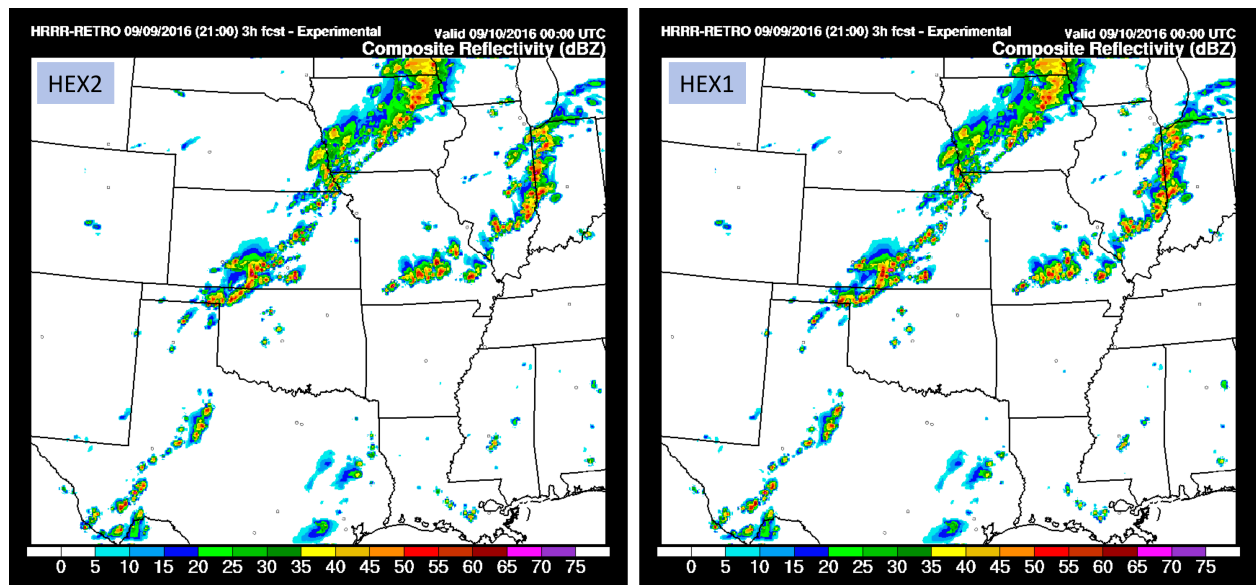 HRRR-RETRO 09/09/2016 (21:00) 3h fcst - Experimental Valid 09/10/2016 00:00 UTC
Composite Reflectivity (dBZ)
HEX2
0 5 10 15 20 25 30 35 40 45 50 55 60 65 70 75
HRRR-RETRO 09/09/2016 (21:00) 3h fcst - Experimental Valid 09/10/2016 00:00 UTC
Composite Reflectivity (dBZ)
HEX1
0 5 10 15 20 25 30 35 40 45 50 55 60 65 70 75